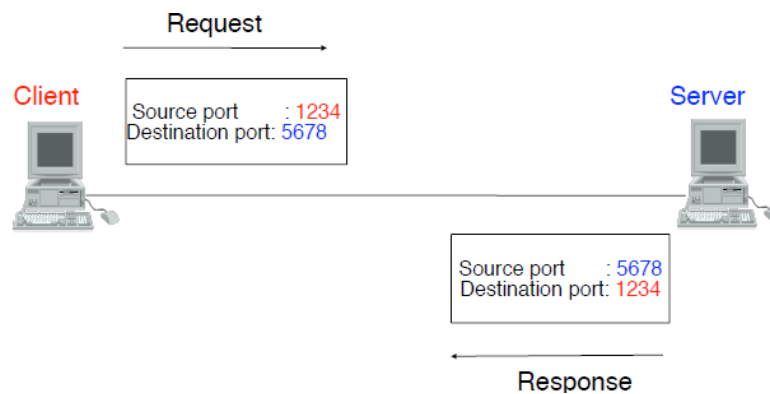 Request
Client
Server
Source port : 1234
Destination port: 5678
Source port : 5678
Destination port: 1234
Response